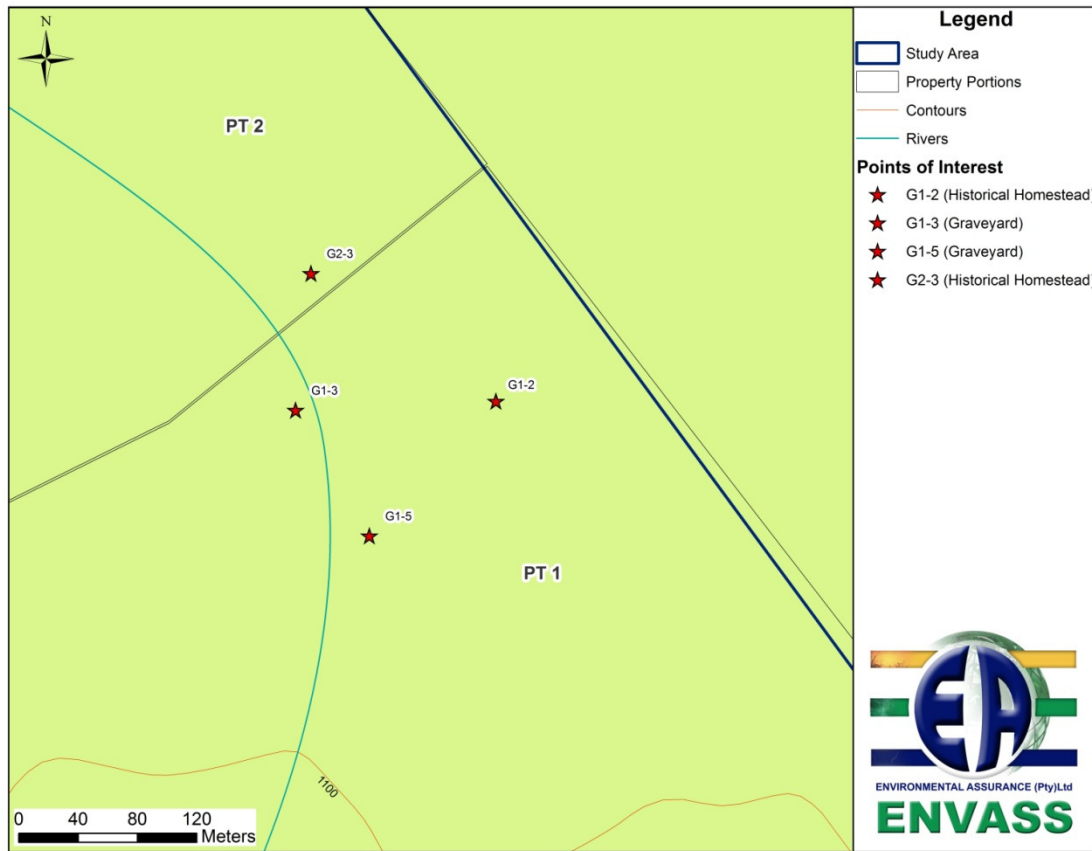 N
PT 2
G2-3
G1-3
G1-2
G1-5
PT 1
1100
0 40 80 120
Meters
Legend
Study Area
Property Portions
Contours
Rivers
Points of Interest
G1-2 (Historical Homestead)
G1-3 (Graveyard)
G1-5 (Graveyard)
G2-3 (Historical Homestead)
EA
ENVIRONMENTAL ASSURANCE (Pty)Ltd
ENVASS